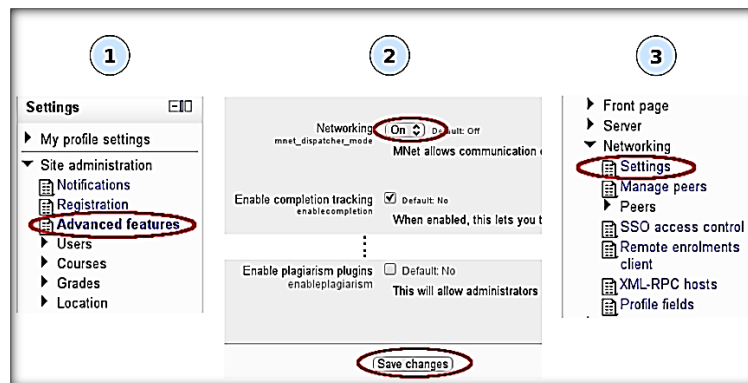 1
2
3
Settings
My profile settings
Site administration
Notifications
Registration
Advanced features
Users
Courses
Grades
Location
Networking On Default: Off
mnet_dispatcher_mode
MNet allows communication
Enable completion tracking Default: No
enablecompletion
When enabled, this lets you t
Enable plagiarism plugins Default: No
enableplagiarism
This will allow administrators
Save changes
Front page
Server
Networking
Settings
Manage peers
Peers
SSO access control
Remote enrolments
client
XML-RPC hosts
Profile fields